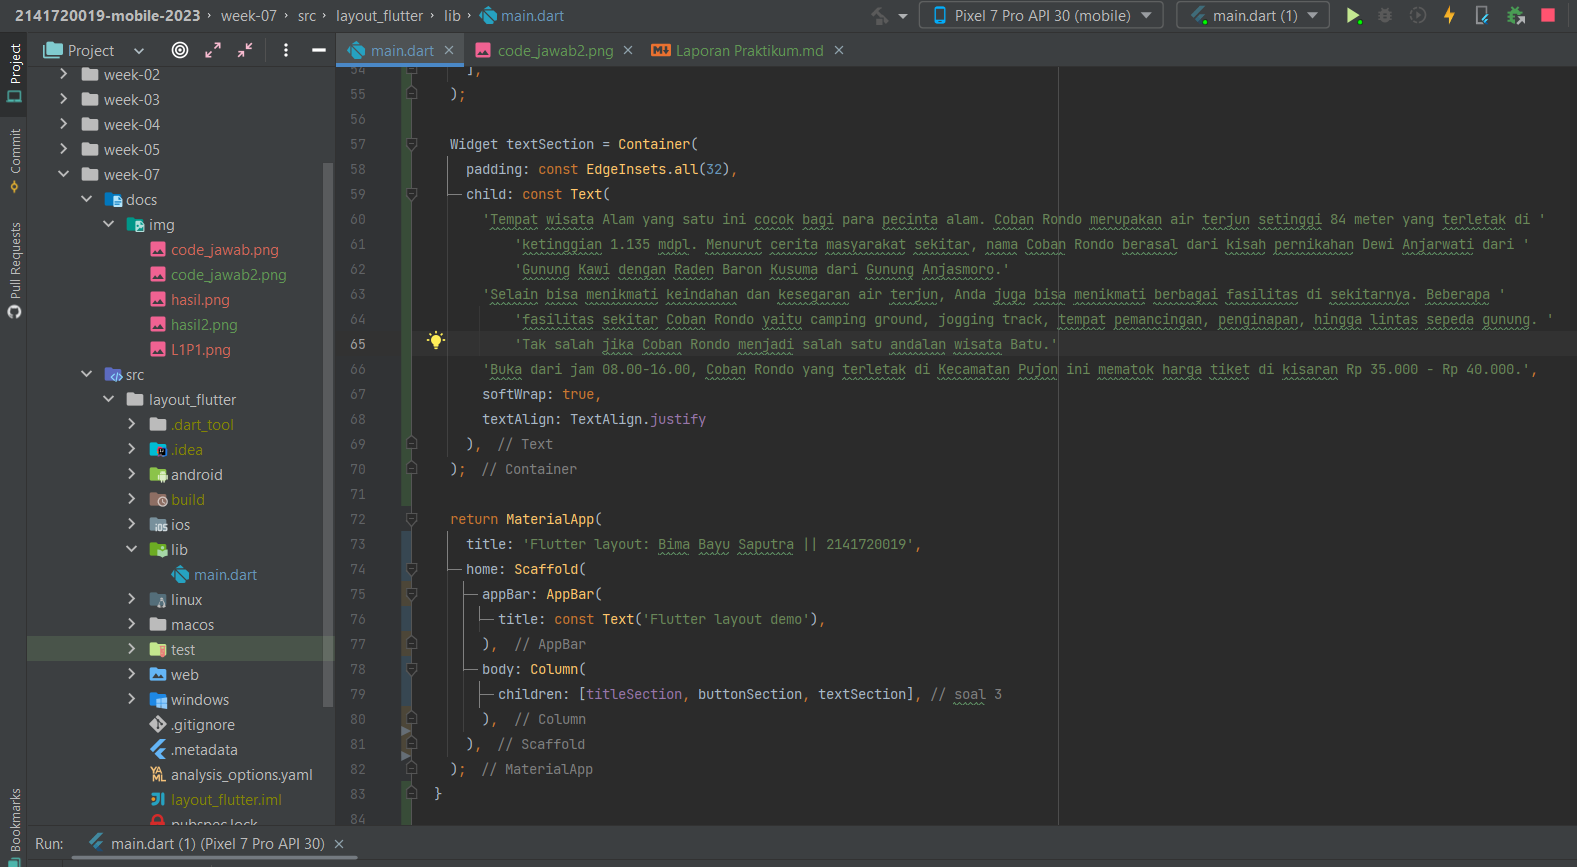 2141720019-mobile-2023 › week-07 › src › layout_flutter › lib › main.dart
Pixel 7 Pro API 30 (mobile)
main.dart (1)
Project
Commit
Pull Requests
Bookmarks
Project
week-02
week-03
week-04
week-05
week-07
docs
img
code_jawab.png
code_jawab2.png
hasil.png
hasil2.png
L1P1.png
src
layout_flutter
.dart_tool
.idea
android
build
ios
lib
main.dart
linux
macos
test
web
windows
.gitignore
.metadata
analysis_options.yaml
layout_flutter.iml
pubspec.lock
main.dart
code_jawab2.png
Laporan Praktikum.md
54 ],
55 );
56
57 Widget textSection = Container(
58 padding: const EdgeInsets.all(32),
59 child: const Text(
60 'Tempat wisata Alam yang satu ini cocok bagi para pecinta alam. Coban Rondo merupakan air terjun setinggi 84 meter yang terletak di '
61 'ketinggian 1.135 mdpl. Menurut cerita masyarakat sekitar, nama Coban Rondo berasal dari kisah pernikahan Dewi Anjarwati dari '
62 'Gunung Kawi dengan Raden Baron Kusuma dari Gunung Anjasmoro.'
63 'Selain bisa menikmati keindahan dan kesegaran air terjun, Anda juga bisa menikmati berbagai fasilitas di sekitarnya. Beberapa '
64 'fasilitas sekitar Coban Rondo yaitu camping ground, jogging track, tempat pemancingan, penginapan, hingga lintas sepeda gunung. '
65 'Tak salah jika Coban Rondo menjadi salah satu andalan wisata Batu.'
66 'Buka dari jam 08.00-16.00, Coban Rondo yang terletak di Kecamatan Pujon ini mematok harga tiket di kisaran Rp 35.000 - Rp 40.000.',
67 softWrap: true,
68 textAlign: TextAlign.justify
69 ), // Text
70 ); // Container
71
72 return MaterialApp(
73 title: 'Flutter layout: Bima Bayu Saputra || 2141720019',
74 home: Scaffold(
75 appBar: AppBar(
76 title: const Text('Flutter layout demo'),
77 ), // AppBar
78 body: Column(
79 children: [titleSection, buttonSection, textSection], // soal 3
80 ), // Column
81 ), // Scaffold
82 ); // MaterialApp
83 }
84
Run: main.dart (1) (Pixel 7 Pro API 30)